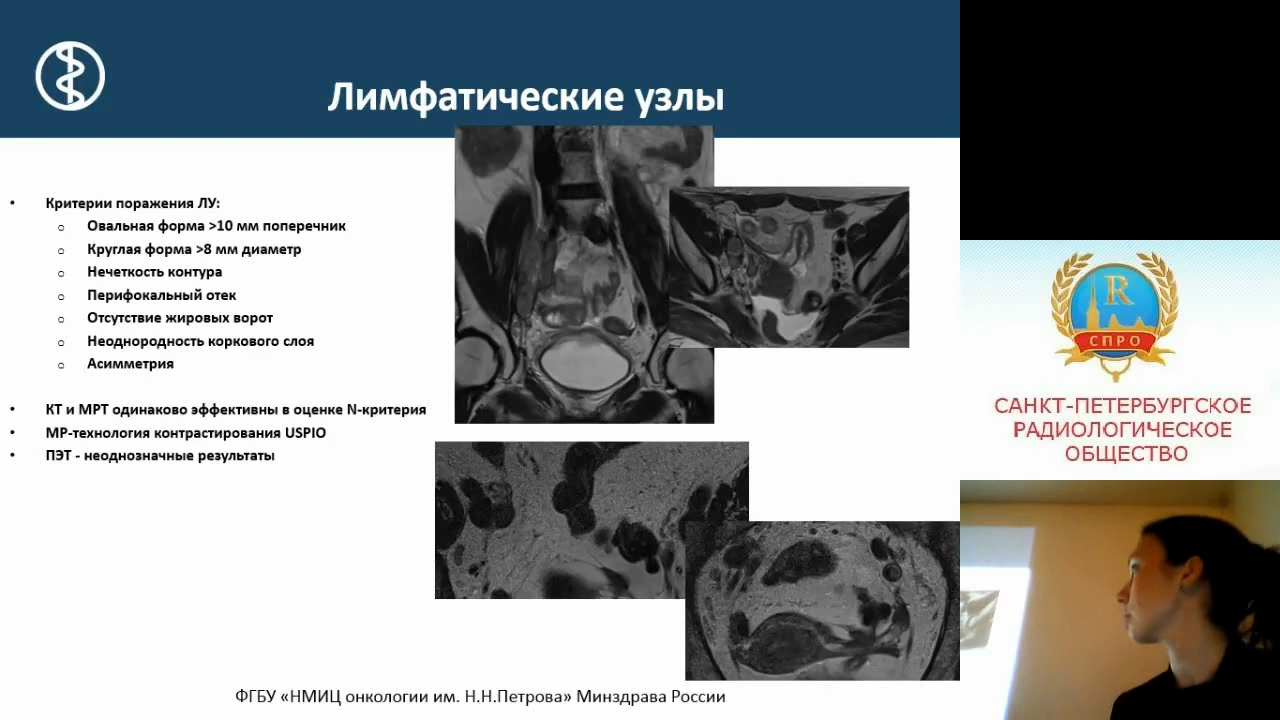 Лимфатические узлы
• Критерии поражения ЛУ:
o Овальная форма >10 мм поперечник
o Круглая форма >8 мм диаметр
o Нечеткость контура
o Перифокальный отек
o Отсутствие жировых ворот
o Неоднородность коркового слоя
o Асимметрия
• КТ и МРТ одинаково эффективны в оценке N-критерия
• МР-технология контрастирования USPIO
• ПЭТ - неоднозначные результаты
ФГБУ «НМИЦ онкологии им. Н.Н.Петрова» Минздрава России
R
СПРО
САНКТ-ПЕТЕРБУРГСКОЕ
РАДИОЛОГИЧЕСКОЕ
ОБЩЕСТВО